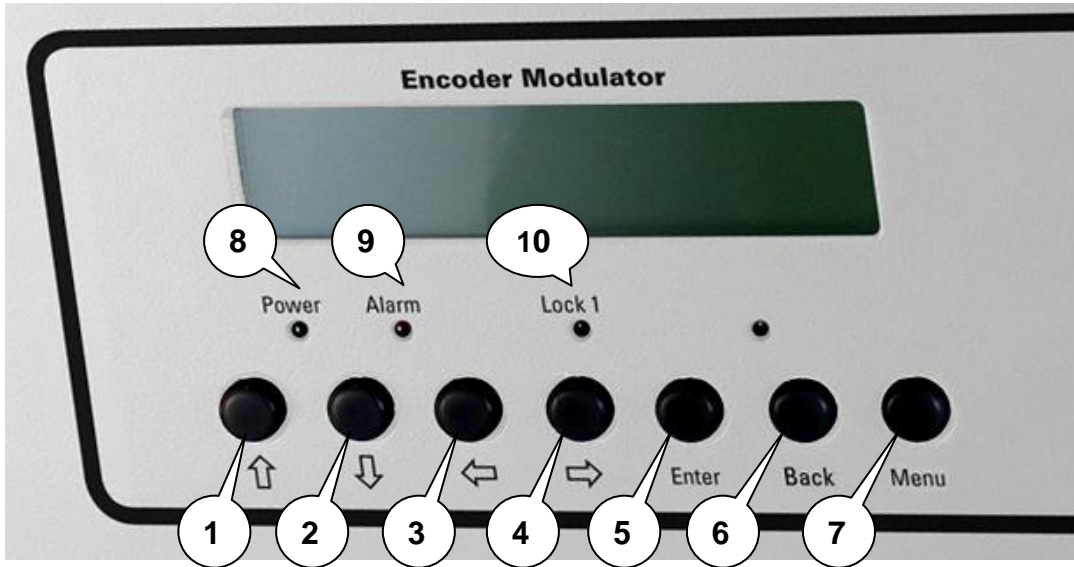 Encoder Modulator
8 9 10
Power Alarm Lock 1
⇧ ⇩ ⇦ ⇨ Enter Back Menu
1 2 3 4 5 6 7